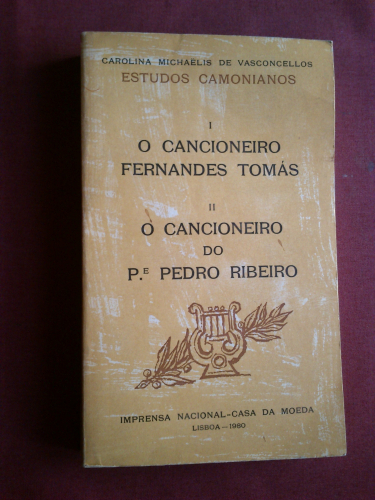 CAROLINA MICHAELIS DE VASCONCELLOS
ESTUDOS CAMONIANOS
I
O CANCIONEIRO
FERNANDES TOMÁS
II
O CANCIONEIRO
DO
P.E PEDRO RIBEIRO
IMPRENSA NACIONAL-CASA DA MOEDA
LISBOA-1980